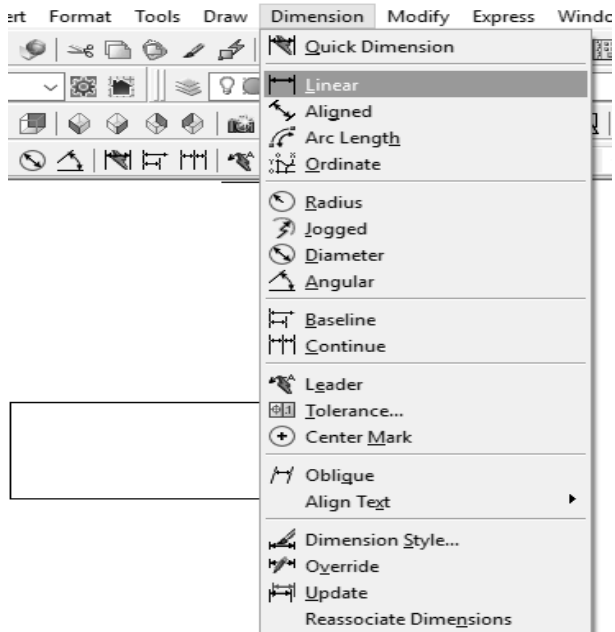 ert Format Tools Draw Dimension Modify Express Windo
Quick Dimension
Linear
Aligned
Arc Length
Ordinate
Radius
Jogged
Diameter
Angular
Baseline
Continue
Leader
Tolerance...
Center Mark
Oblique
Align Text
Dimension Style...
Override
Update
Reassociate Dimensions